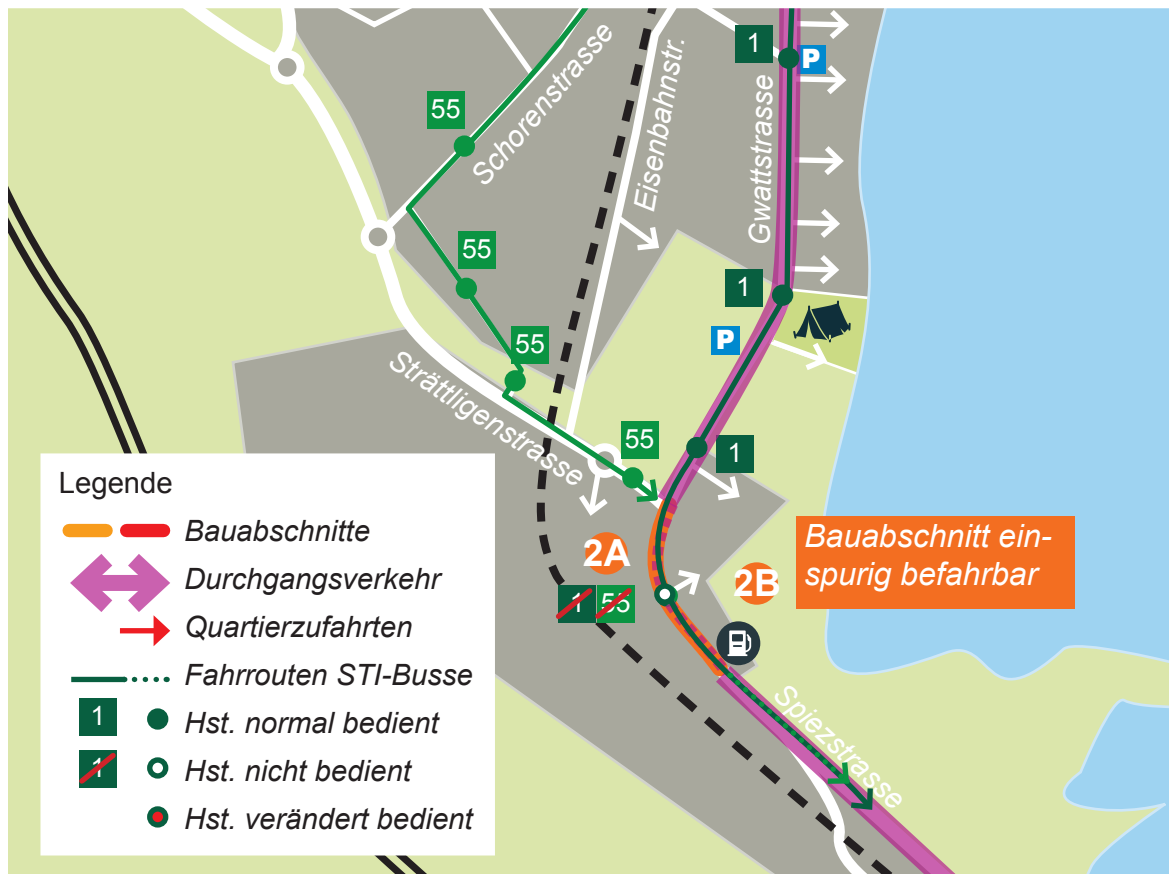 1
P
55
Schorenstrasse
Eisenbahnstr.
Gwattstrasse
55
1
P
55
Strättligenstrasse
55
1
2A
2B
Bauabschnitt ein-
spurig befahrbar
1 55
Spiezstrasse
Legende
Bauabschnitte
Durchgangsverkehr
Quartierzufahrten
Fahrrouten STI-Busse
1 Hst. normal bedient
1 Hst. nicht bedient
Hst. verändert bedient